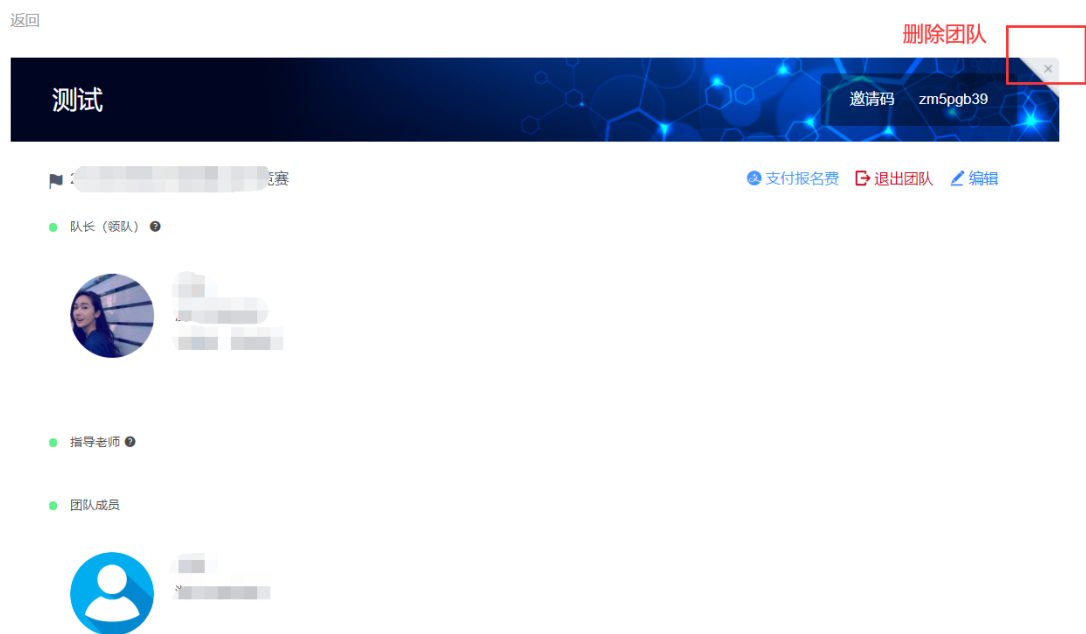 返回
删除团队
测试
邀请码 zm5pgb39
赛
支付报名费 退出团队 编辑
队长（领队）
指导老师
团队成员